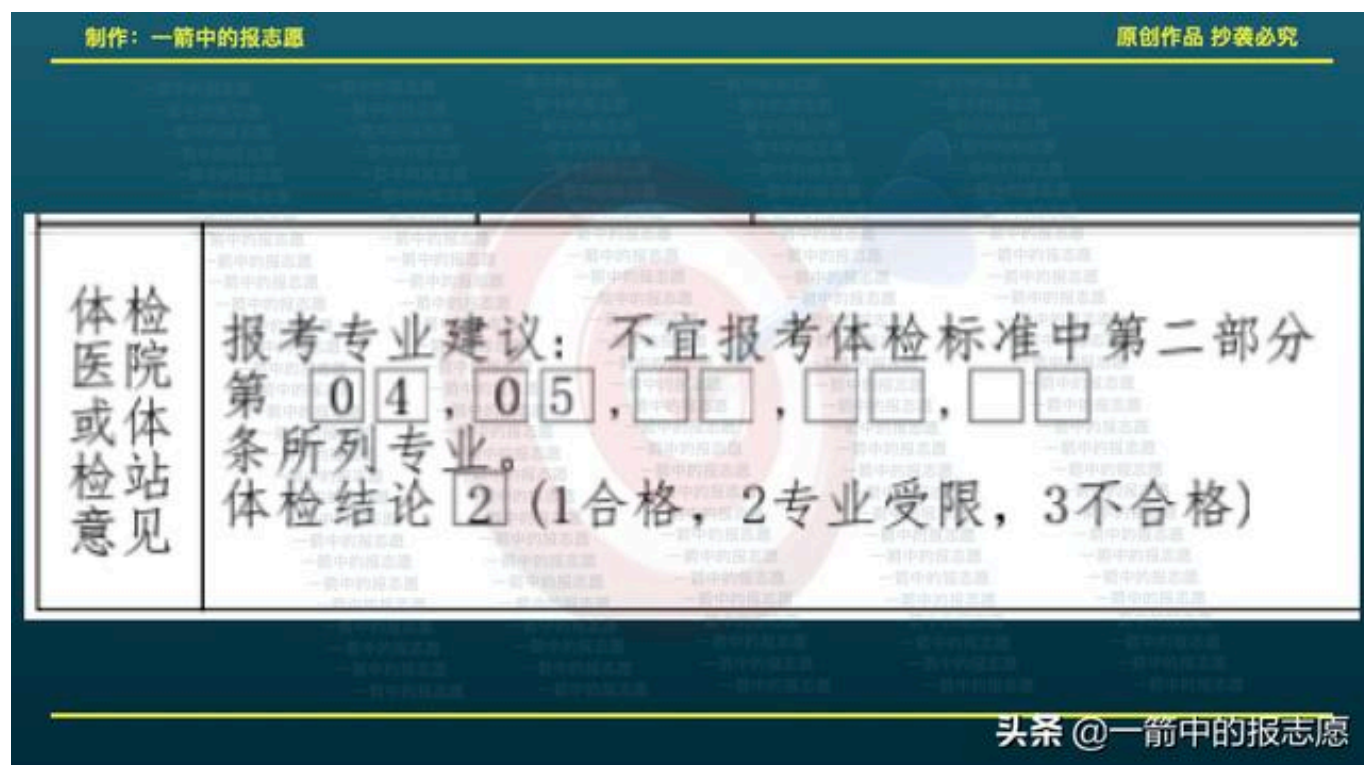 制作：一箭中的报志愿
原创作品 抄袭必究
体检
医院
或体
检站
意见
报考专业建议：不宜报考体检标准中第二部分
第 04，05，□□，□□，□□
条所列专业。
体检结论 2 (1合格，2专业受限，3不合格)
头条 @一箭中的报志愿